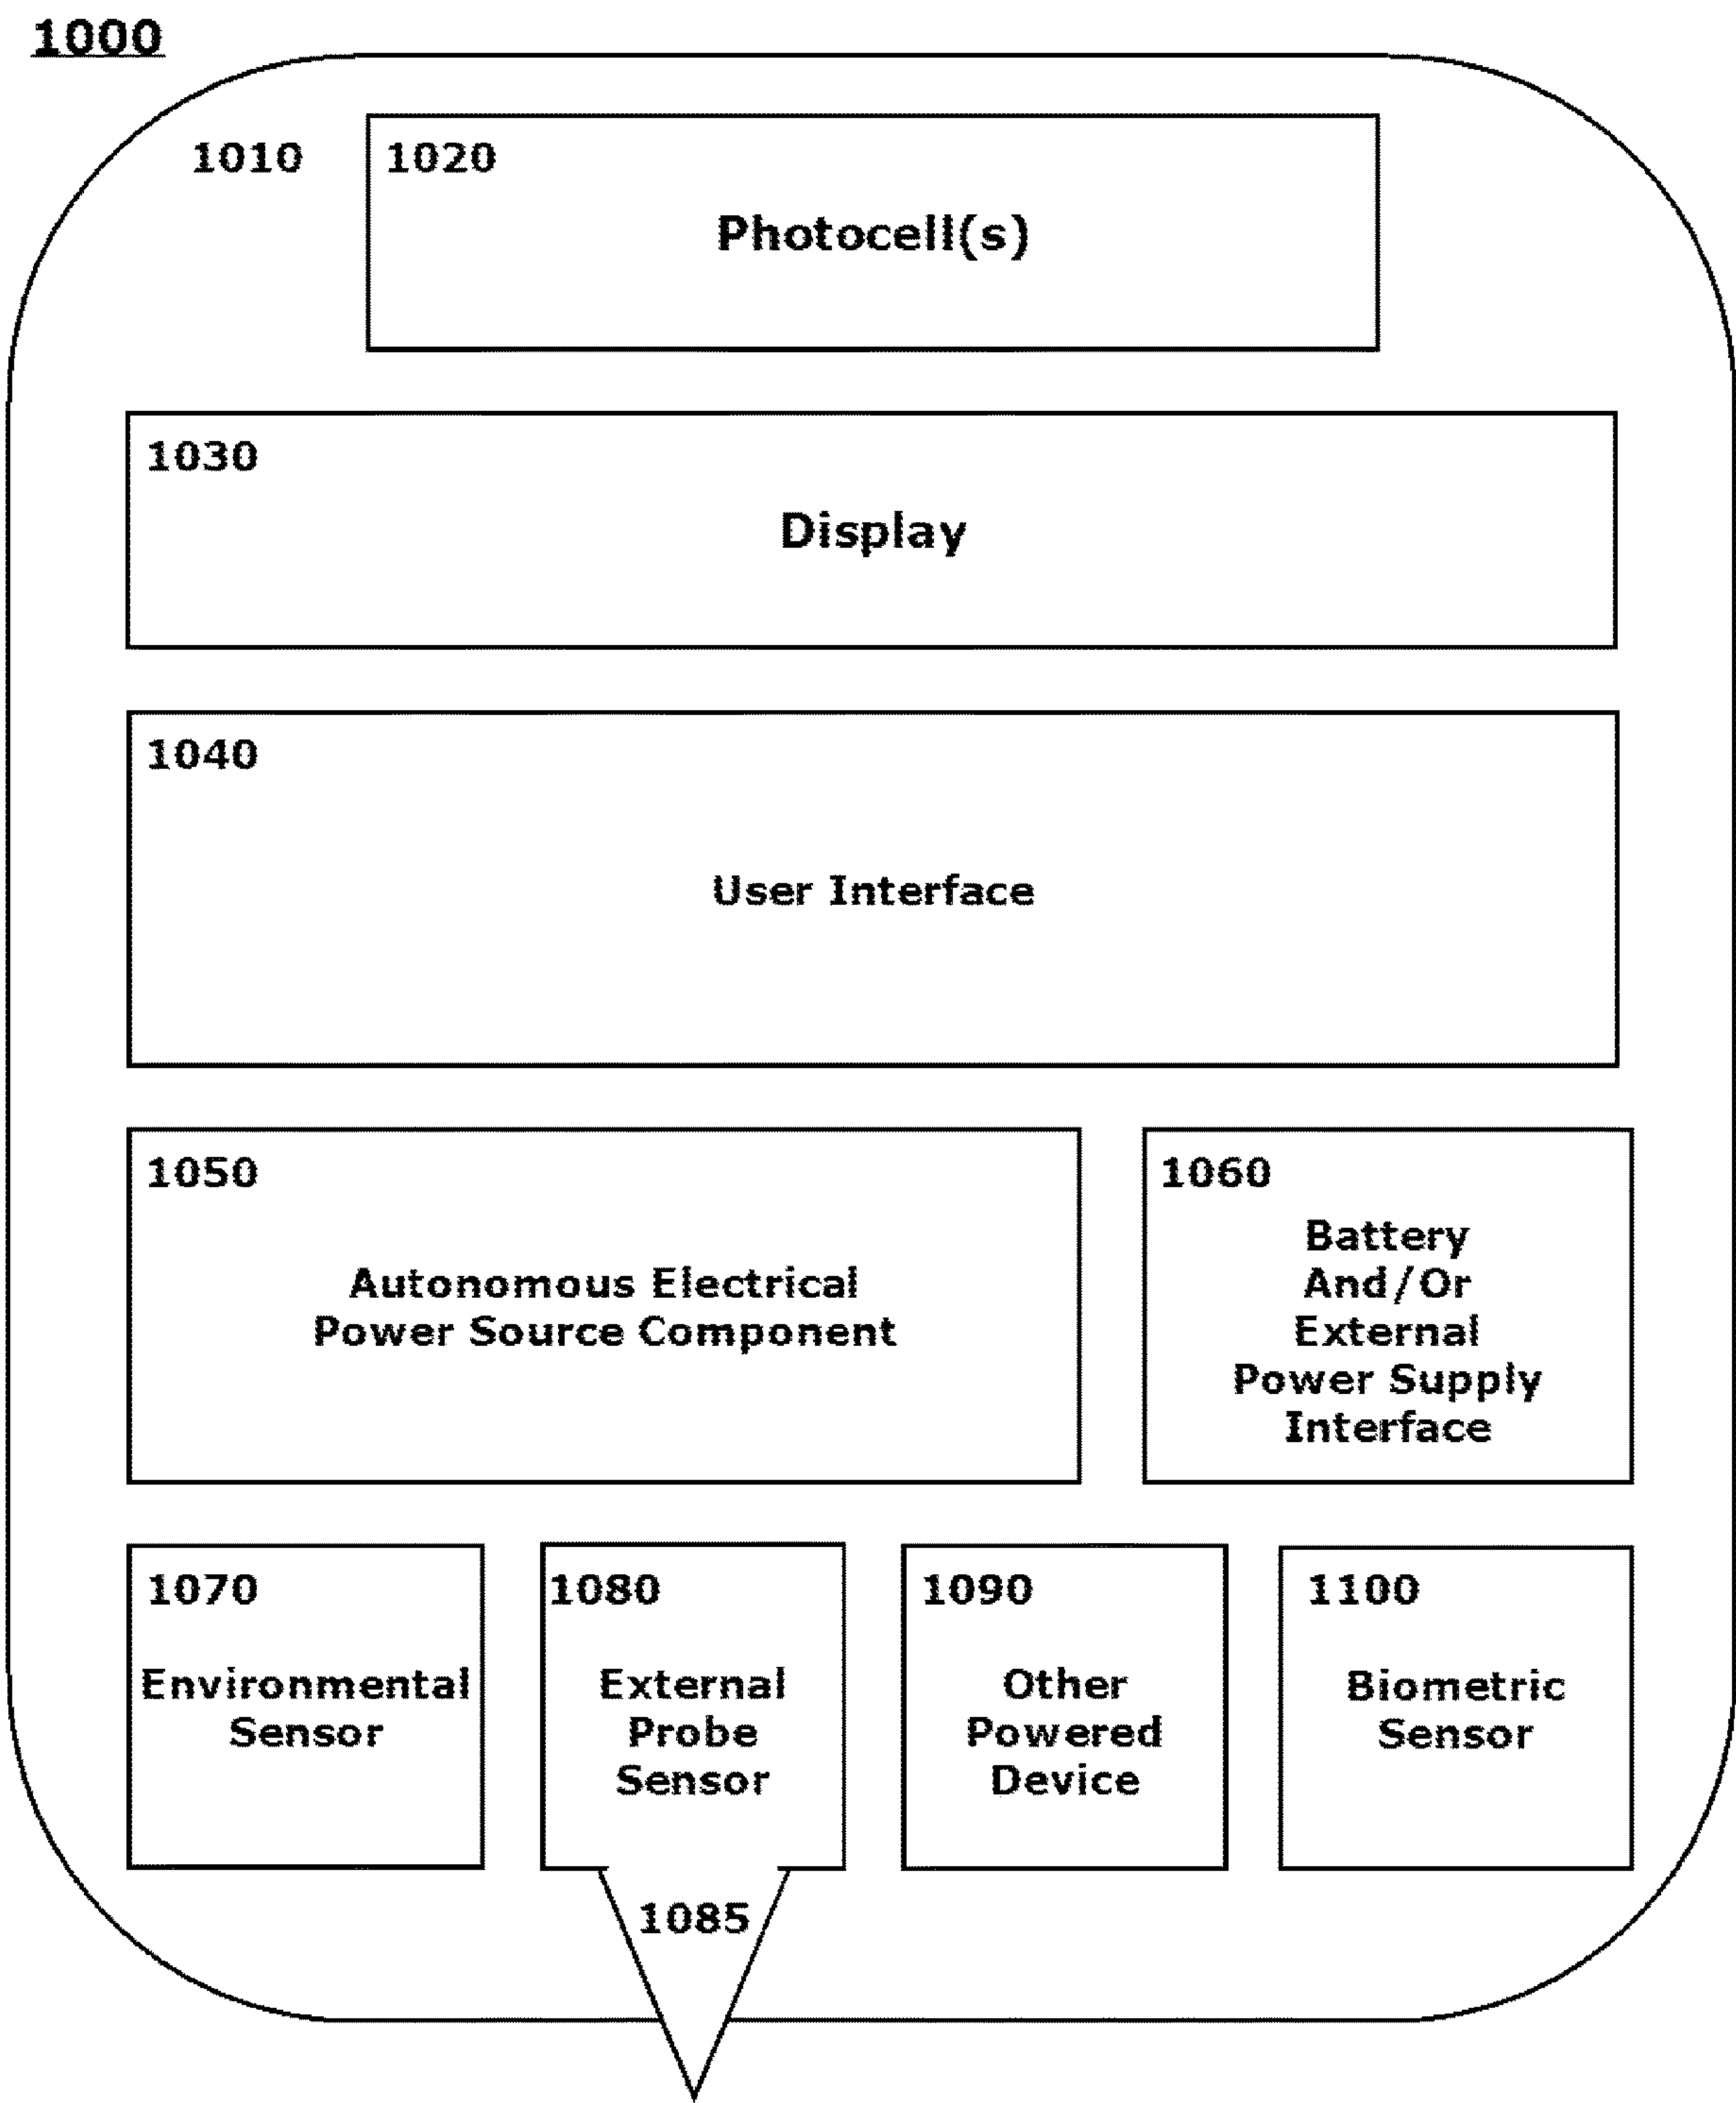 1000
1010
1020
Photocell(s)
1030
Display
1040
User Interface
1050
Autonomous Electrical
Power Source Component
1060
Battery
And/Or
External
Power Supply
Interface
1070
Environmental
Sensor
1080
External
Probe
Sensor
1085
1090
Other
Powered
Device
1100
Biometric
Sensor